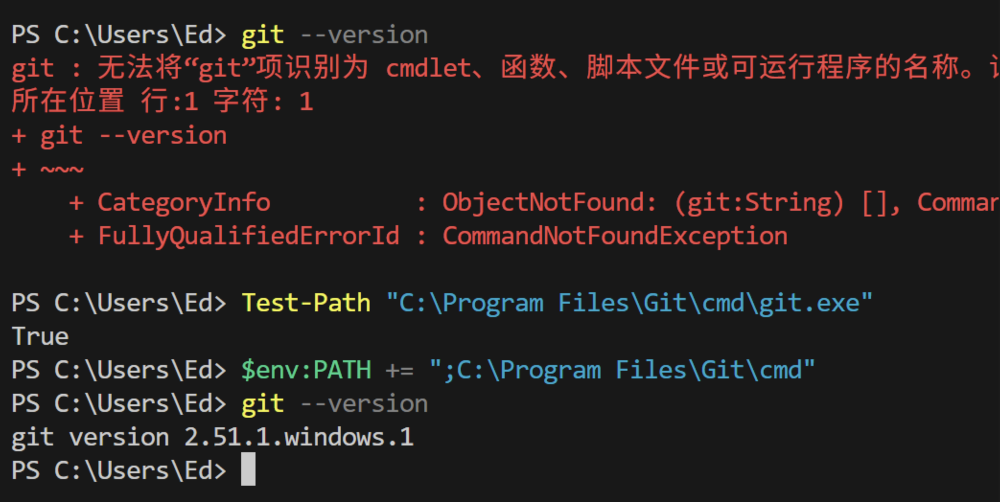 PS C:\Users\Ed> git --version
git : 无法将“git”项识别为 cmdlet、函数、脚本文件或可运行程序的名称。
所在位置 行:1 字符: 1
+ git --version
+ ~~~
    + CategoryInfo          : ObjectNotFound: (git:String) [],
    + FullyQualifiedErrorId : CommandNotFoundException
PS C:\Users\Ed> Test-Path "C:\Program Files\Git\cmd\git.exe"
True
PS C:\Users\Ed> $env:PATH += ";C:\Program Files\Git\cmd"
PS C:\Users\Ed> git --version
git version 2.51.1.windows.1
PS C:\Users\Ed>